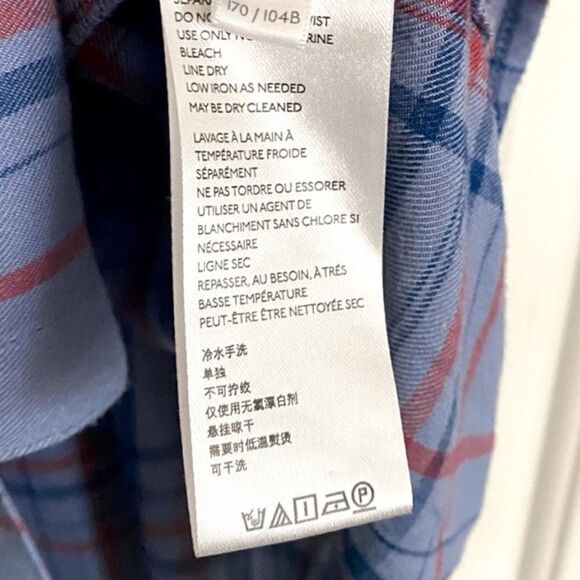 170 / 104B
DO NO
USE ONLY NO RINE
BLEACH
LINE DRY
LOW IRON AS NEEDED
MAY BE DRY CLEANED
LAVAGE À LA MAIN À
TEMPÉRATURE FROIDE
SÉPARÉMENT
NE PAS TORDRE OU ESSORER
UTILISER UN AGENT DE
BLANCHIMENT SANS CHLORE SI
NÉCESSAIRE
LIGNE SEC
REPASSER, AU BESOIN, À TRÉS
BASSE TEMPÉRATURE
PEUT-ÊTRE ÊTRE NETTOYÉE SEC
冷水手洗
单独
不可拧绞
仅使用无氯漂白剂
悬挂晾干
需要时低温熨烫
可干洗
P